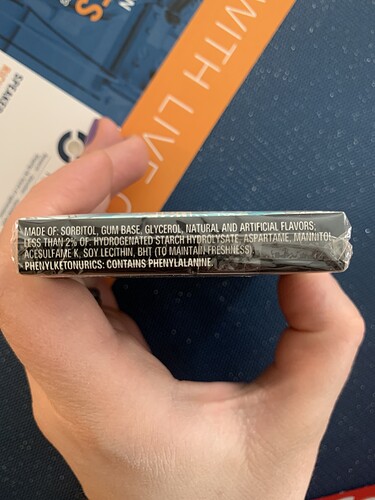 WITH LIVE
SPEAKER
MADE OF: SORBITOL, GUM BASE, GLYCEROL, NATURAL AND ARTIFICIAL FLAVORS;
LESS THAN 2% OF: HYDROGENATED STARCH HYDROLYSATE, ASPARTAME, MANNITOL,
ACESULFAME K, SOY LECITHIN, BHT (TO MAINTAIN FRESHNESS).
PHENYLKETONURICS: CONTAINS PHENYLALANINE.